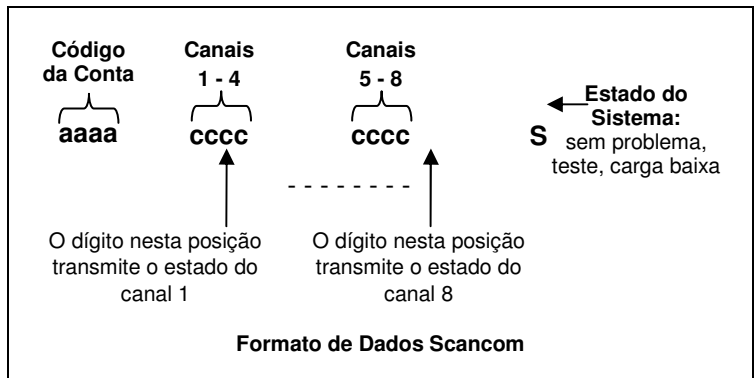 Código
da Conta
aaaa
Canais
1 - 4
cccc
Canais
5 - 8
cccc
Estado do
Sistema:
S sem problema,
teste, carga baixa
- - - - - - - -
O dígito nesta posição
transmite o estado do
canal 1
O dígito nesta posição
transmite o estado do
canal 8
Formato de Dados Scancom